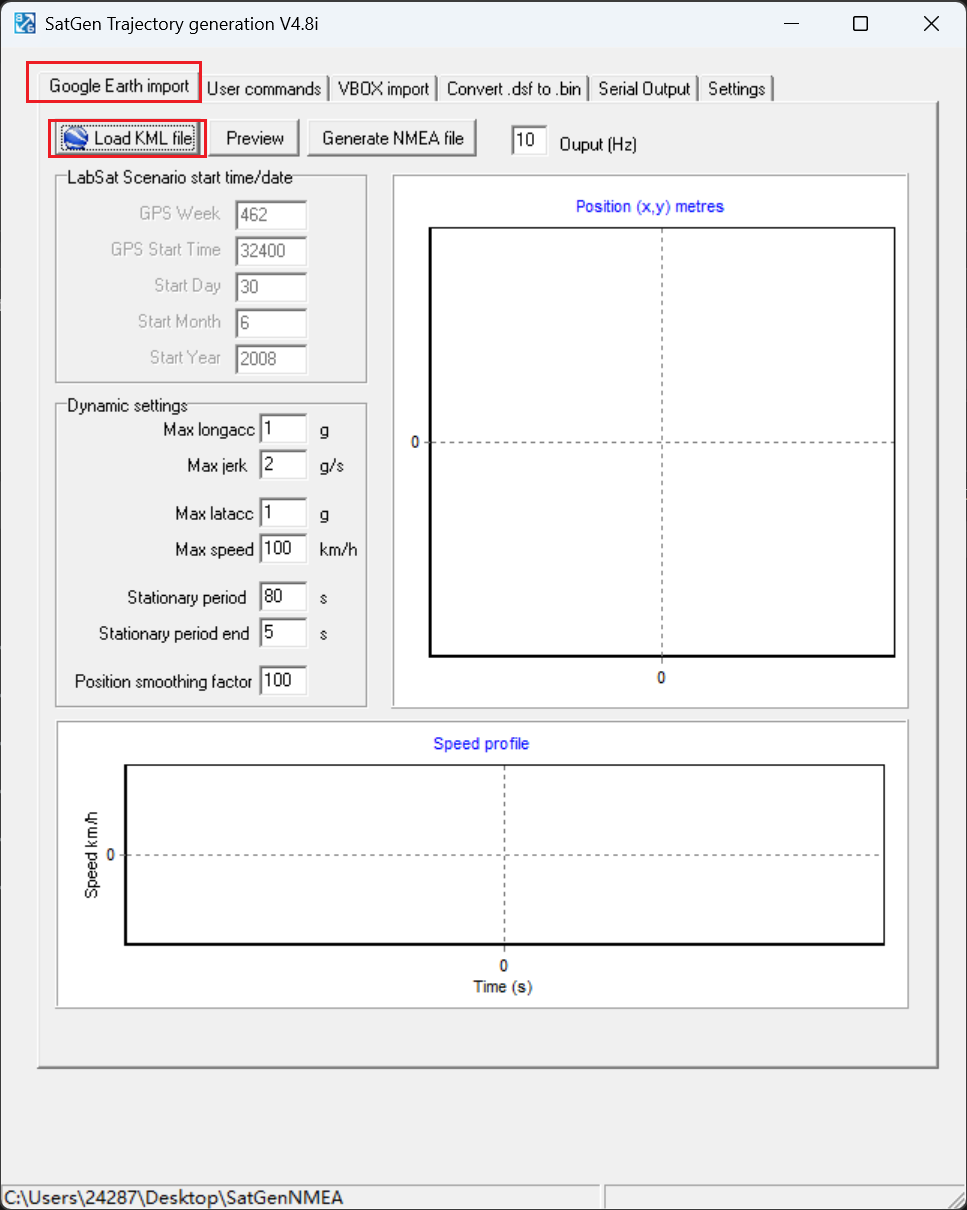 SatGen Trajectory generation V4.8i
Google Earth import User commands VBOX import Convert .dsf to .bin Serial Output Settings
Load KML file Preview Generate NMEA file 10 Ouput (Hz)
LabSat Scenario start time/date
GPS Week 462
GPS Start Time 32400
Start Day 30
Start Month 6
Start Year 2008
Dynamic settings
Max longacc 1 g
Max jerk 2 g/s
Max latacc 1 g
Max speed 100 km/h
Stationary period 80 s
Stationary period end 5 s
Position smoothing factor 100
Position (x,y) metres
0
0
Speed profile
Speed km/h
0
0
Time (s)
C:\Users\24287\Desktop\SatGenNMEA